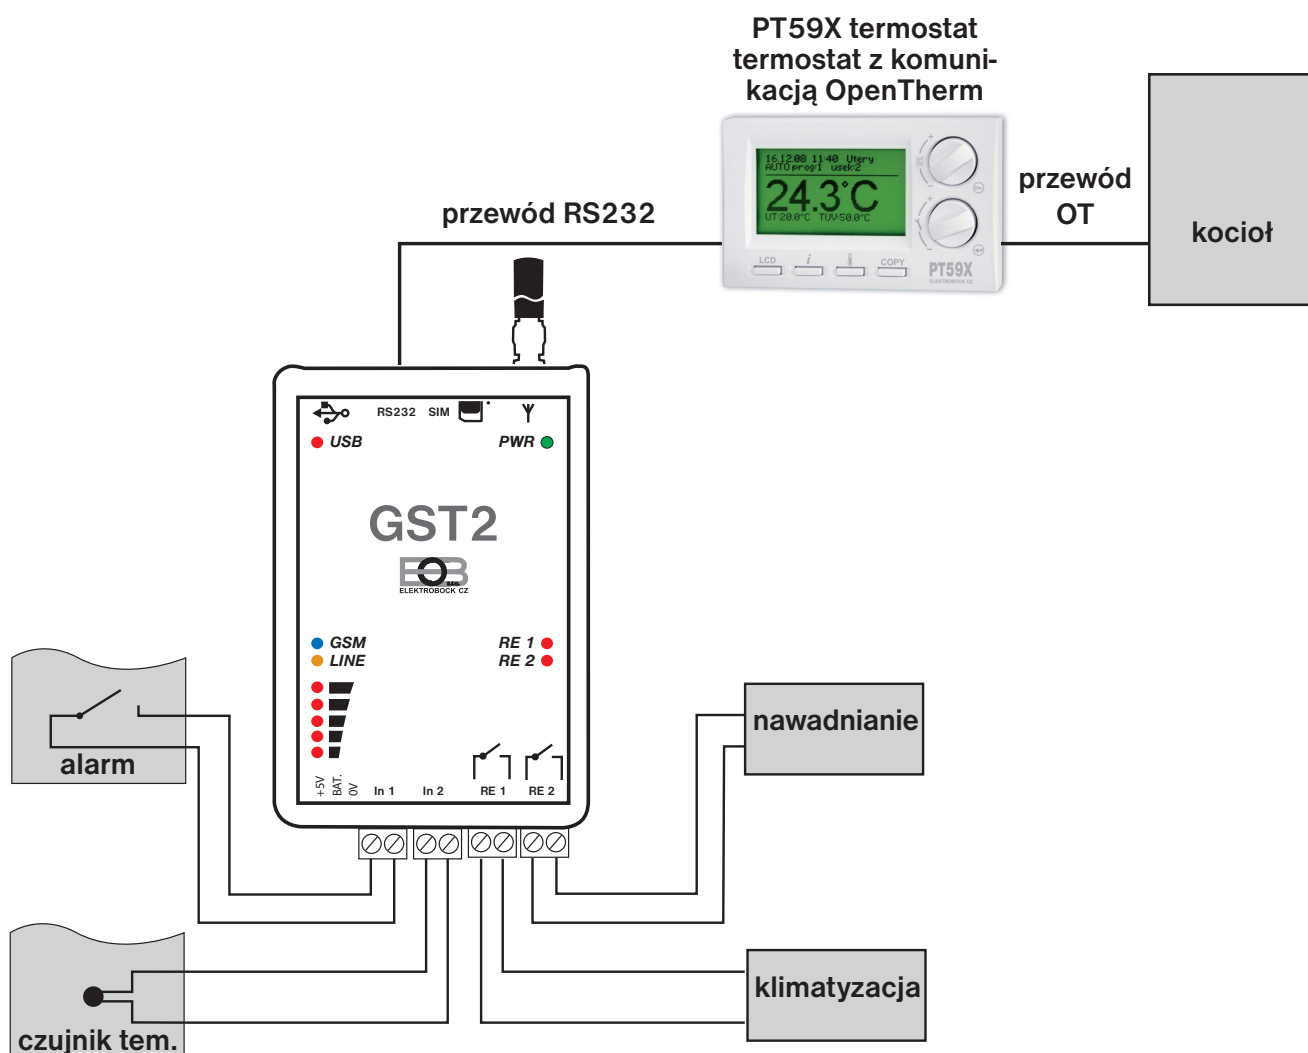 PT59X termostat
termostat z komuni-
kacją OpenTherm
16.12.08 11:40 Utery
AUTO prog:1 usek:2
24.3°C
UT:20.0°C TUV:50.0°C
LCD i COPY
PT59X
ELEKTROBOCK CZ
przewód RS232
przewód
OT
kocioł
RS232 SIM
USB PWR
GST2
EOB
s.r.o.
ELEKTROBOCK CZ
GSM RE 1
LINE RE 2
+5V
BAT.
0V
In 1 In 2 RE 1 RE 2
alarm
nawadnianie
czujnik tem.
klimatyzacja